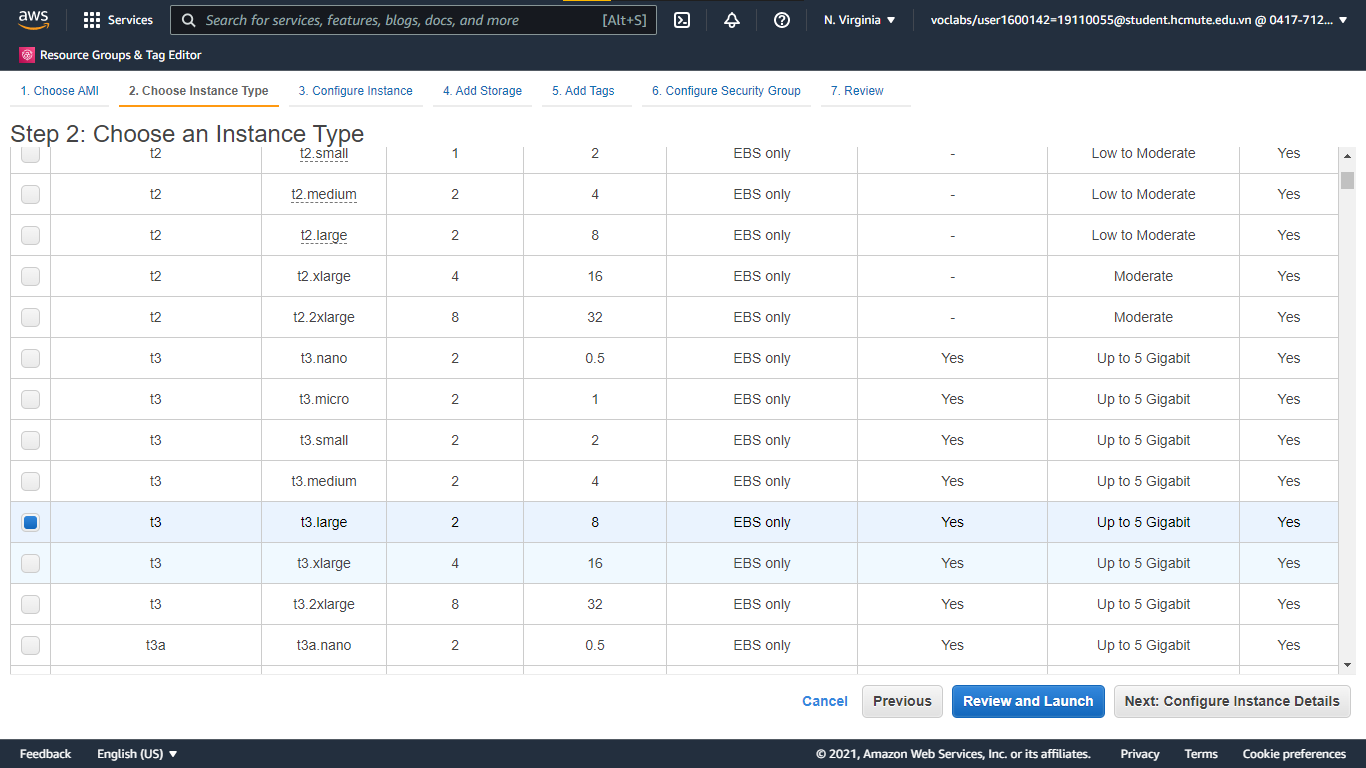 aws Services Search for services, features, blogs, docs, and more [Alt+S] N. Virginia voclabs/user1600142=19110055@student.hcmute.edu.vn @ 0417-712...
Resource Groups & Tag Editor
1. Choose AMI 2. Choose Instance Type 3. Configure Instance 4. Add Storage 5. Add Tags 6. Configure Security Group 7. Review
Step 2: Choose an Instance Type
t2 t2.small 1 2 EBS only - Low to Moderate Yes
t2 t2.medium 2 4 EBS only - Low to Moderate Yes
t2 t2.large 2 8 EBS only - Low to Moderate Yes
t2 t2.xlarge 4 16 EBS only - Moderate Yes
t2 t2.2xlarge 8 32 EBS only - Moderate Yes
t3 t3.nano 2 0.5 EBS only Yes Up to 5 Gigabit Yes
t3 t3.micro 2 1 EBS only Yes Up to 5 Gigabit Yes
t3 t3.small 2 2 EBS only Yes Up to 5 Gigabit Yes
t3 t3.medium 2 4 EBS only Yes Up to 5 Gigabit Yes
t3 t3.large 2 8 EBS only Yes Up to 5 Gigabit Yes
t3 t3.xlarge 4 16 EBS only Yes Up to 5 Gigabit Yes
t3 t3.2xlarge 8 32 EBS only Yes Up to 5 Gigabit Yes
t3a t3a.nano 2 0.5 EBS only Yes Up to 5 Gigabit Yes
Cancel Previous Review and Launch Next: Configure Instance Details
Feedback English (US) © 2021, Amazon Web Services, Inc. or its affiliates. Privacy Terms Cookie preferences